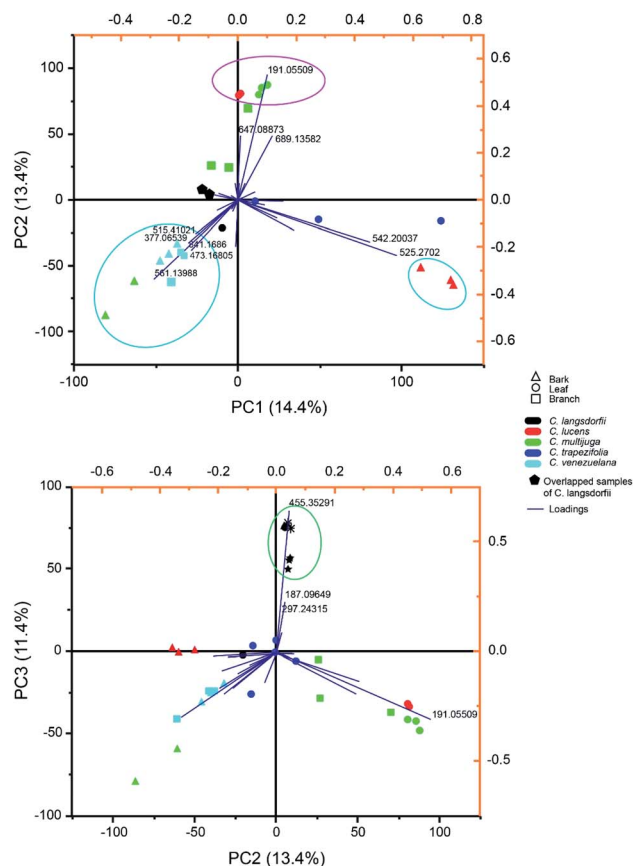 -0.4 -0.2 0.0 0.2 0.4 0.6 0.8
100
50
0
-50
-100
PC2 (13.4%)
191.05509
647.08873
689.13582
515.41021
377.06539
341.1686
473.16805
561.13988
542.20037
525.2702
0.6
0.4
0.2
0.0
-0.2
-0.4
-0.6
-100 0 100
PC1 (14.4%)
Bark
Leaf
Branch
C. langsdorfii
C. lucens
C. multijuga
C. trapezifolia
C. venezuelana
Overlapped samples
of C. langsdorfii
Loadings
-0.4 -0.2 0.0 0.2 0.4 0.6
100
50
0
-50
-100
PC3 (11.4%)
455.35291
187.09649
297.24315
191.05509
0.5
0.0
-0.5
-50 0 50 100
PC2 (13.4%)